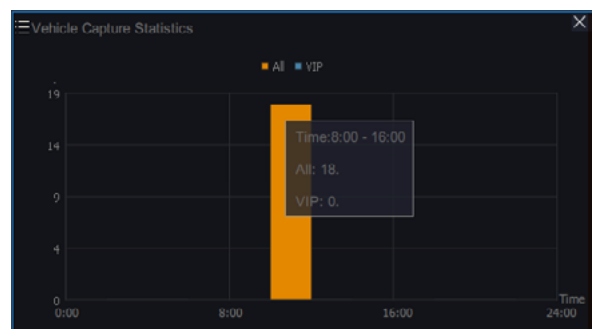 Vehicle Capture Statistics
All VIP
19
14
9
4
0
Time:8:00 - 16:00
All: 18.
VIP: 0.
Time
0:00 8:00 16:00 24:00